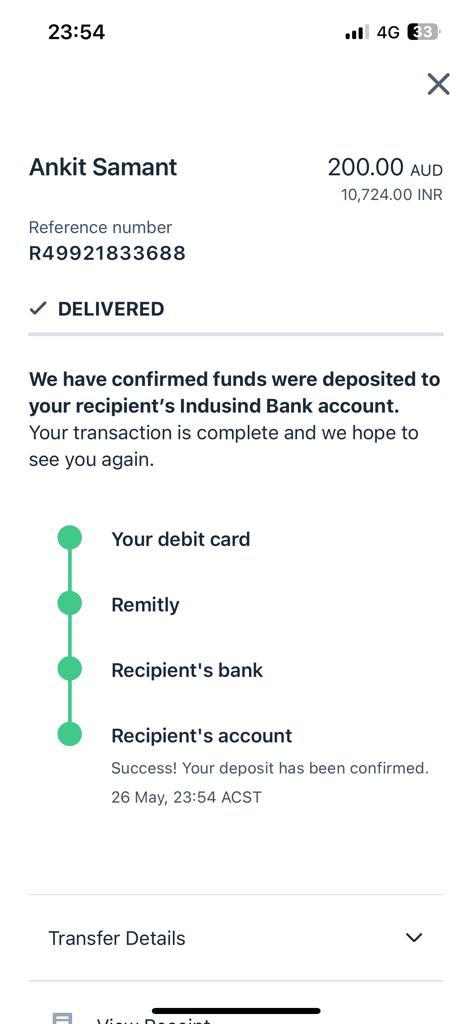 23:54
4G 33
Ankit Samant
200.00 AUD
10,724.00 INR
Reference number
R49921833688
DELIVERED
We have confirmed funds were deposited to
your recipient’s Indusind Bank account.
Your transaction is complete and we hope to
see you again.
Your debit card
Remitly
Recipient's bank
Recipient's account
Success! Your deposit has been confirmed.
26 May, 23:54 ACST
Transfer Details
View Receipt